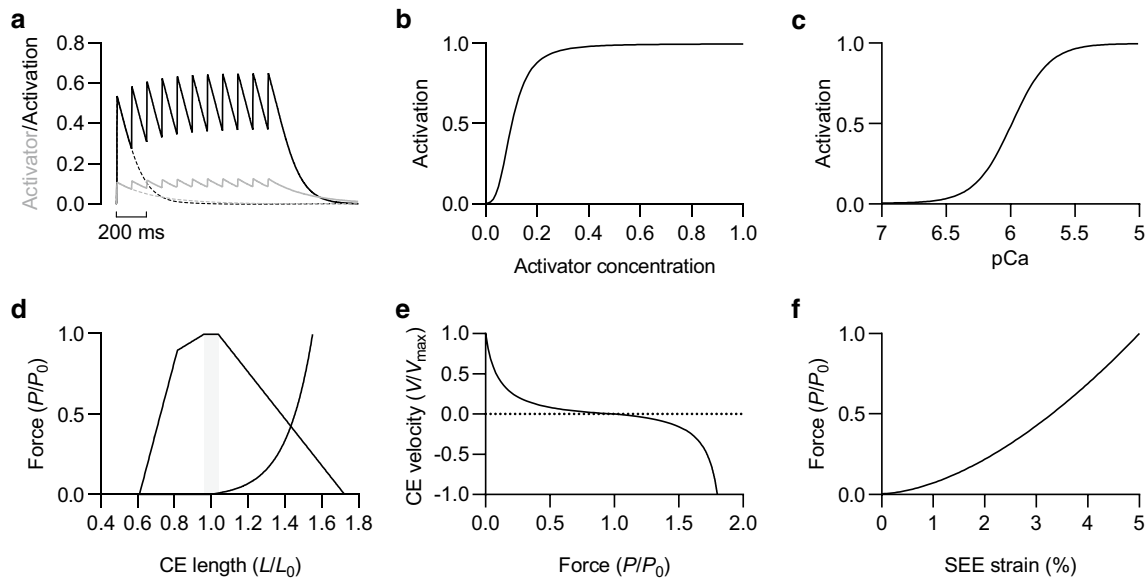 a
0.8
0.6
0.4
0.2
0.0
Activator/Activation
200 ms
b
1.0
0.5
0.0
Activation
0.0 0.2 0.4 0.6 0.8 1.0
Activator concentration
c
1.0
0.5
0.0
Activation
7 6.5 6 5.5 5
pCa
d
1.0
0.5
0.0
Force (P/P0)
0.4 0.6 0.8 1.0 1.2 1.4 1.6 1.8
CE length (L/L0)
e
1.0
0.5
0.0
-0.5
-1.0
CE velocity (V/Vmax)
0.0 0.5 1.0 1.5 2.0
Force (P/P0)
f
1.0
0.5
0.0
Force (P/P0)
0 1 2 3 4 5
SEE strain (%)